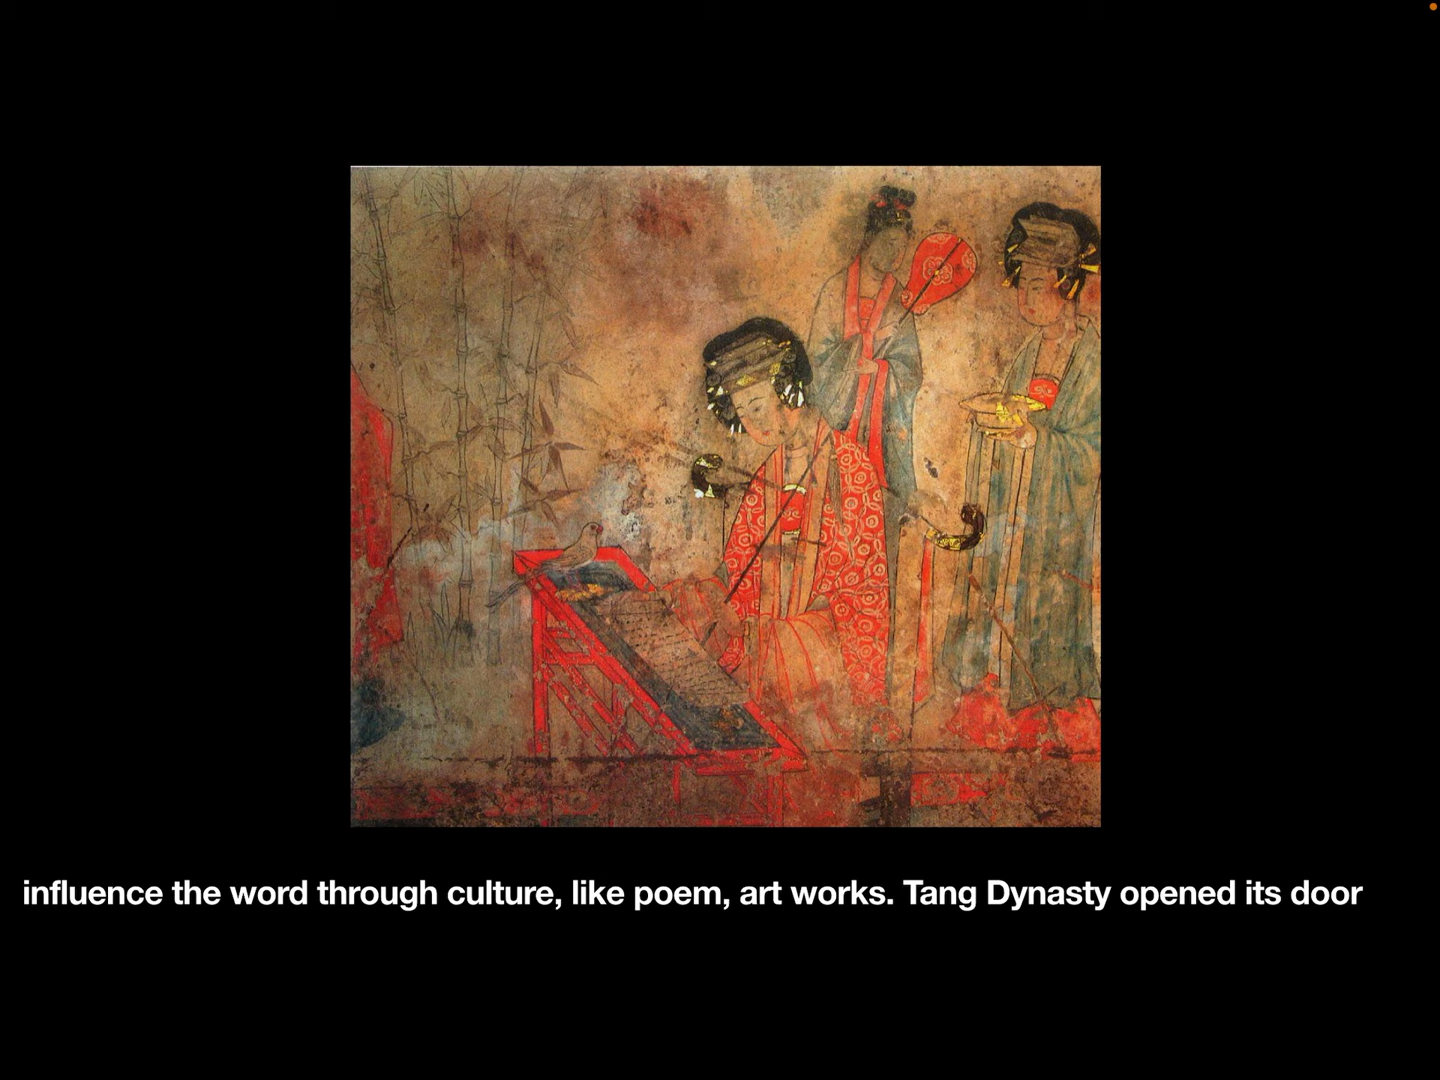 influence the word through culture, like poem, art works. Tang Dynasty opened its door